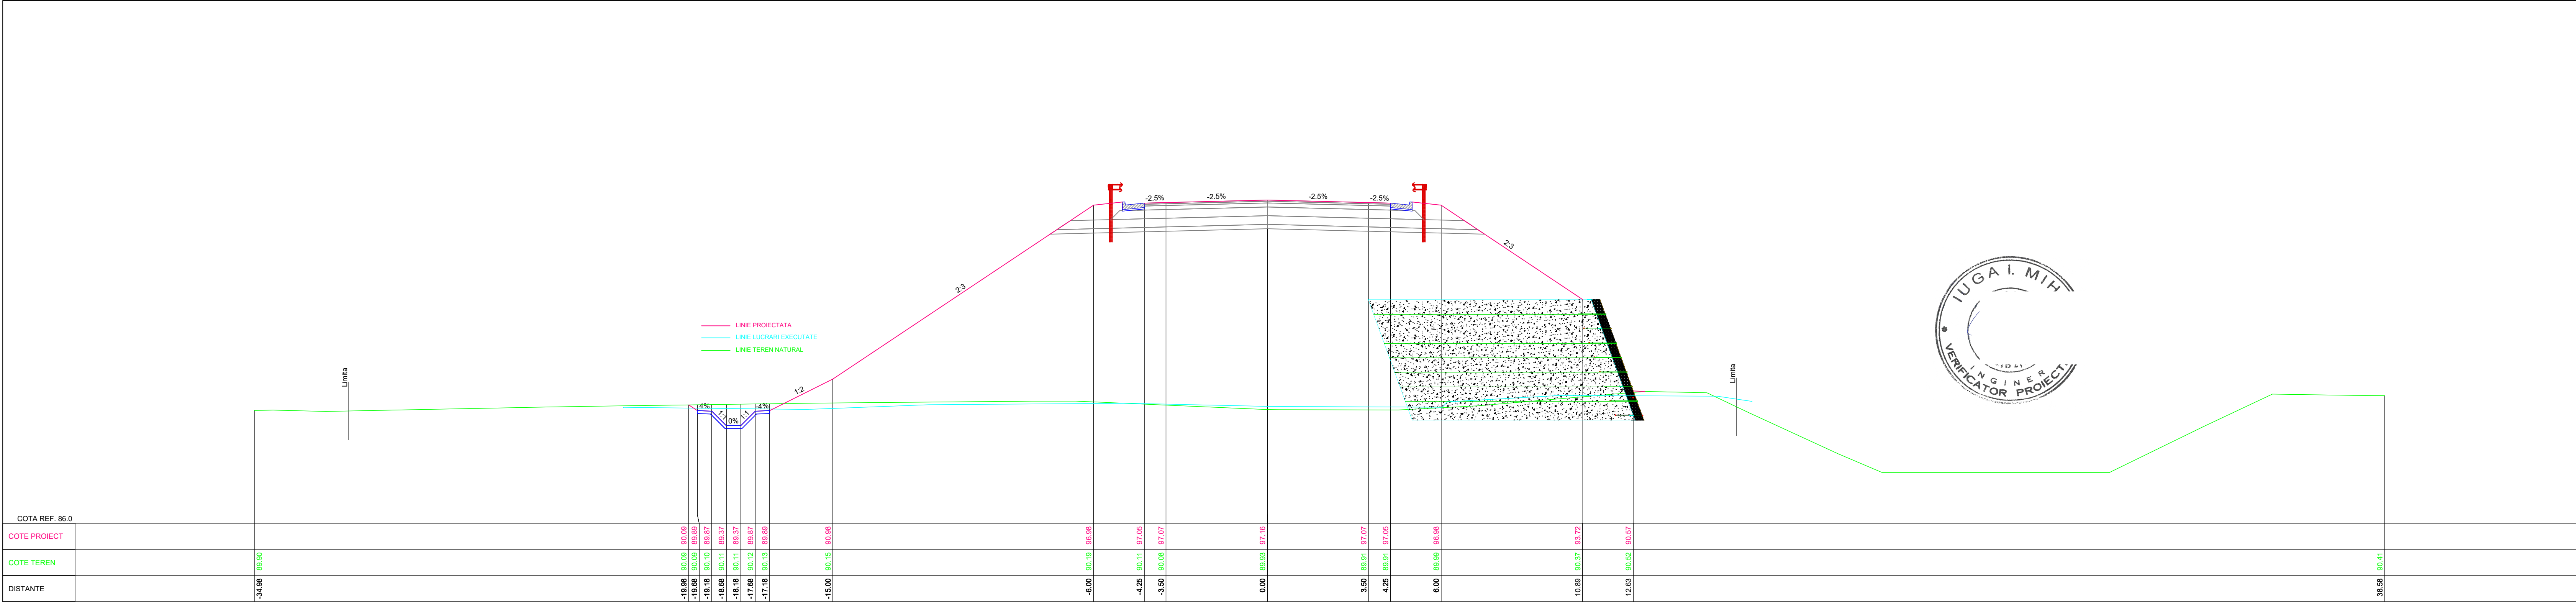 -2.5%
-2.5%
-2.5%
-2.5%
2:3
2:3
LINIE PROIECTATA
LINIE LUCRARI EXECUTATE
LINIE TEREN NATURAL
Limita
Limita
1:2
4%
1:1
0%
1:1
-4%
IUGA I. MIH
INGINER
VERIFICATOR PROIECT
COTA REF. 86.0
COTE PROIECT 90.09 89.89 89.87 89.37 89.37 89.87 89.89 90.98 96.98 97.05 97.07 97.16 97.07 97.05 96.98 93.72 90.57
COTE TEREN 89.90 90.09 90.09 90.10 90.11 90.11 90.12 90.13 90.15 90.19 90.11 90.08 89.93 89.91 89.91 89.99 90.37 90.52 90.41
DISTANTE -34.98 -19.98 -19.68 -19.18 -18.68 -18.18 -17.68 -17.18 -15.00 -6.00 -4.25 -3.50 0.00 3.50 4.25 6.00 10.89 12.63 38.58